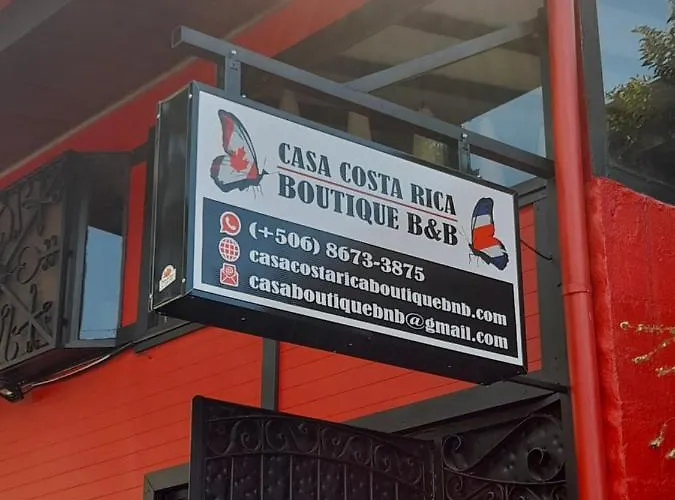 CASA COSTA RICA
BOUTIQUE B&B
(+506) 8673-3875
casacostaricaboutiquebnb.com
casaboutiquebnb@gmail.com